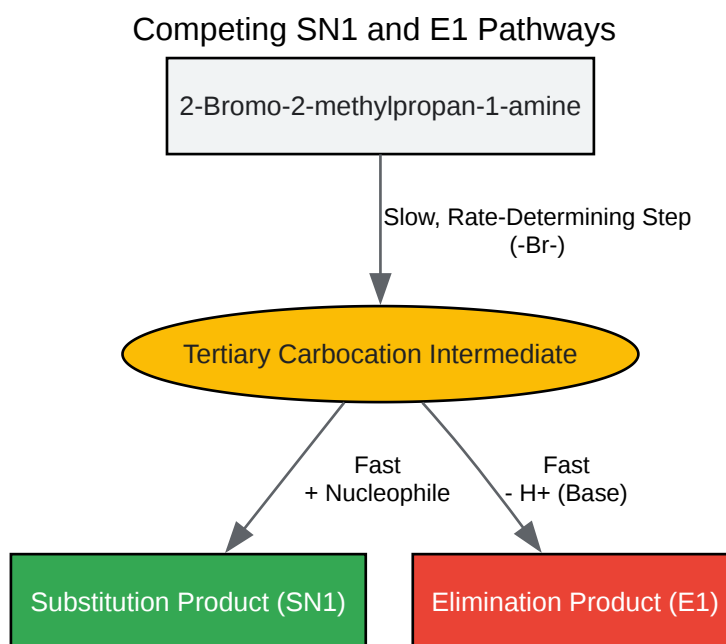 Competing SN1 and E1 Pathways
2-Bromo-2-methylpropan-1-amine
Slow, Rate-Determining Step
(-Br-)
Tertiary Carbocation Intermediate
Fast
+ Nucleophile
Fast
- H+ (Base)
Substitution Product (SN1)
Elimination Product (E1)